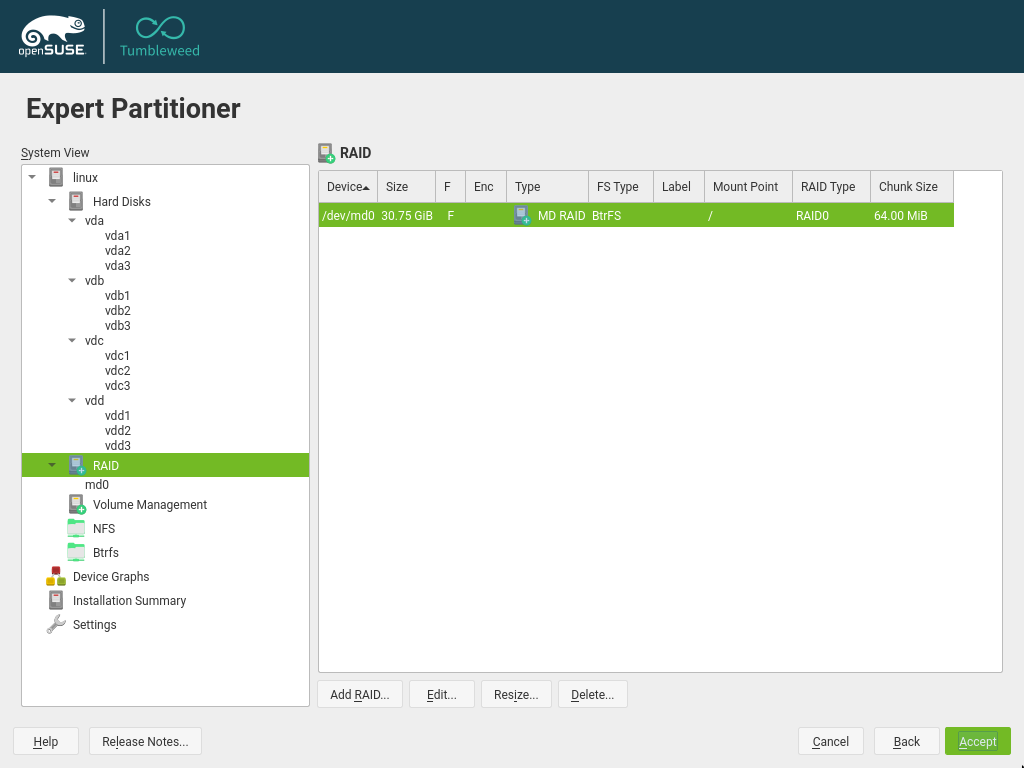 openSUSE
Tumbleweed
Expert Partitioner
System View
linux
Hard Disks
vda
vda1
vda2
vda3
vdb
vdb1
vdb2
vdb3
vdc
vdc1
vdc2
vdc3
vdd
vdd1
vdd2
vdd3
RAID
md0
Volume Management
NFS
Btrfs
Device Graphs
Installation Summary
Settings
RAID
Device Size F Enc Type FS Type Label Mount Point RAID Type Chunk Size
/dev/md0 30.75 GiB F MD RAID BtrFS / RAID0 64.00 MiB
Add RAID... Edit... Resize... Delete...
Help Release Notes... Cancel Back Accept